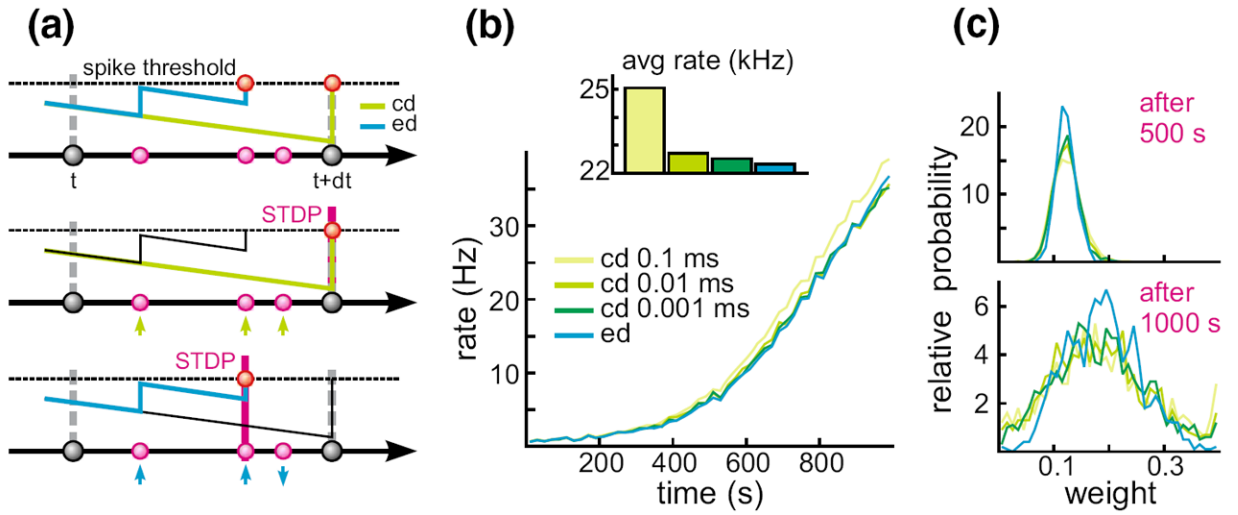 (a)
spike threshold
cd
ed
t
t+dt
STDP
STDP
(b)
avg rate (kHz)
25
22
rate (Hz)
30
20
10
cd 0.1 ms
cd 0.01 ms
cd 0.001 ms
ed
200
400
600
800
time (s)
(c)
relative probability
after
500 s
20
10
after
1000 s
6
4
2
0.1
0.3
weight